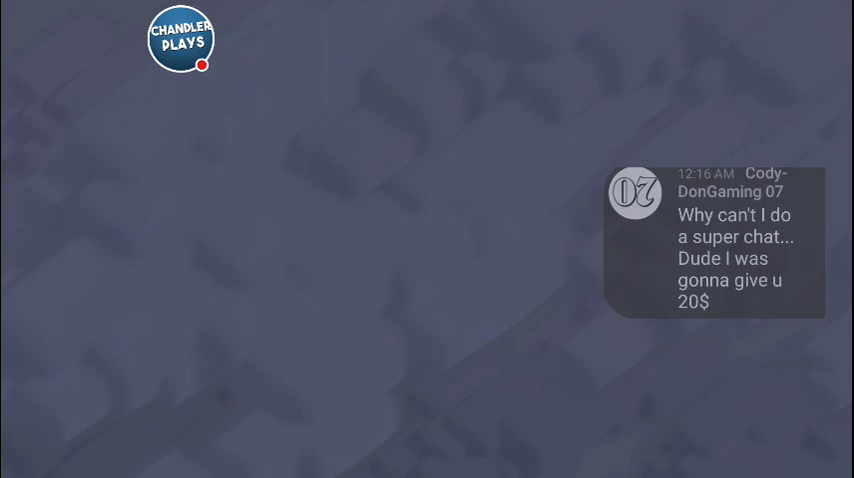 CHANDLER
PLAYS
12:16 AM Cody-
DonGaming 07
07
Why can't I do
a super chat...
Dude I was
gonna give u
20$